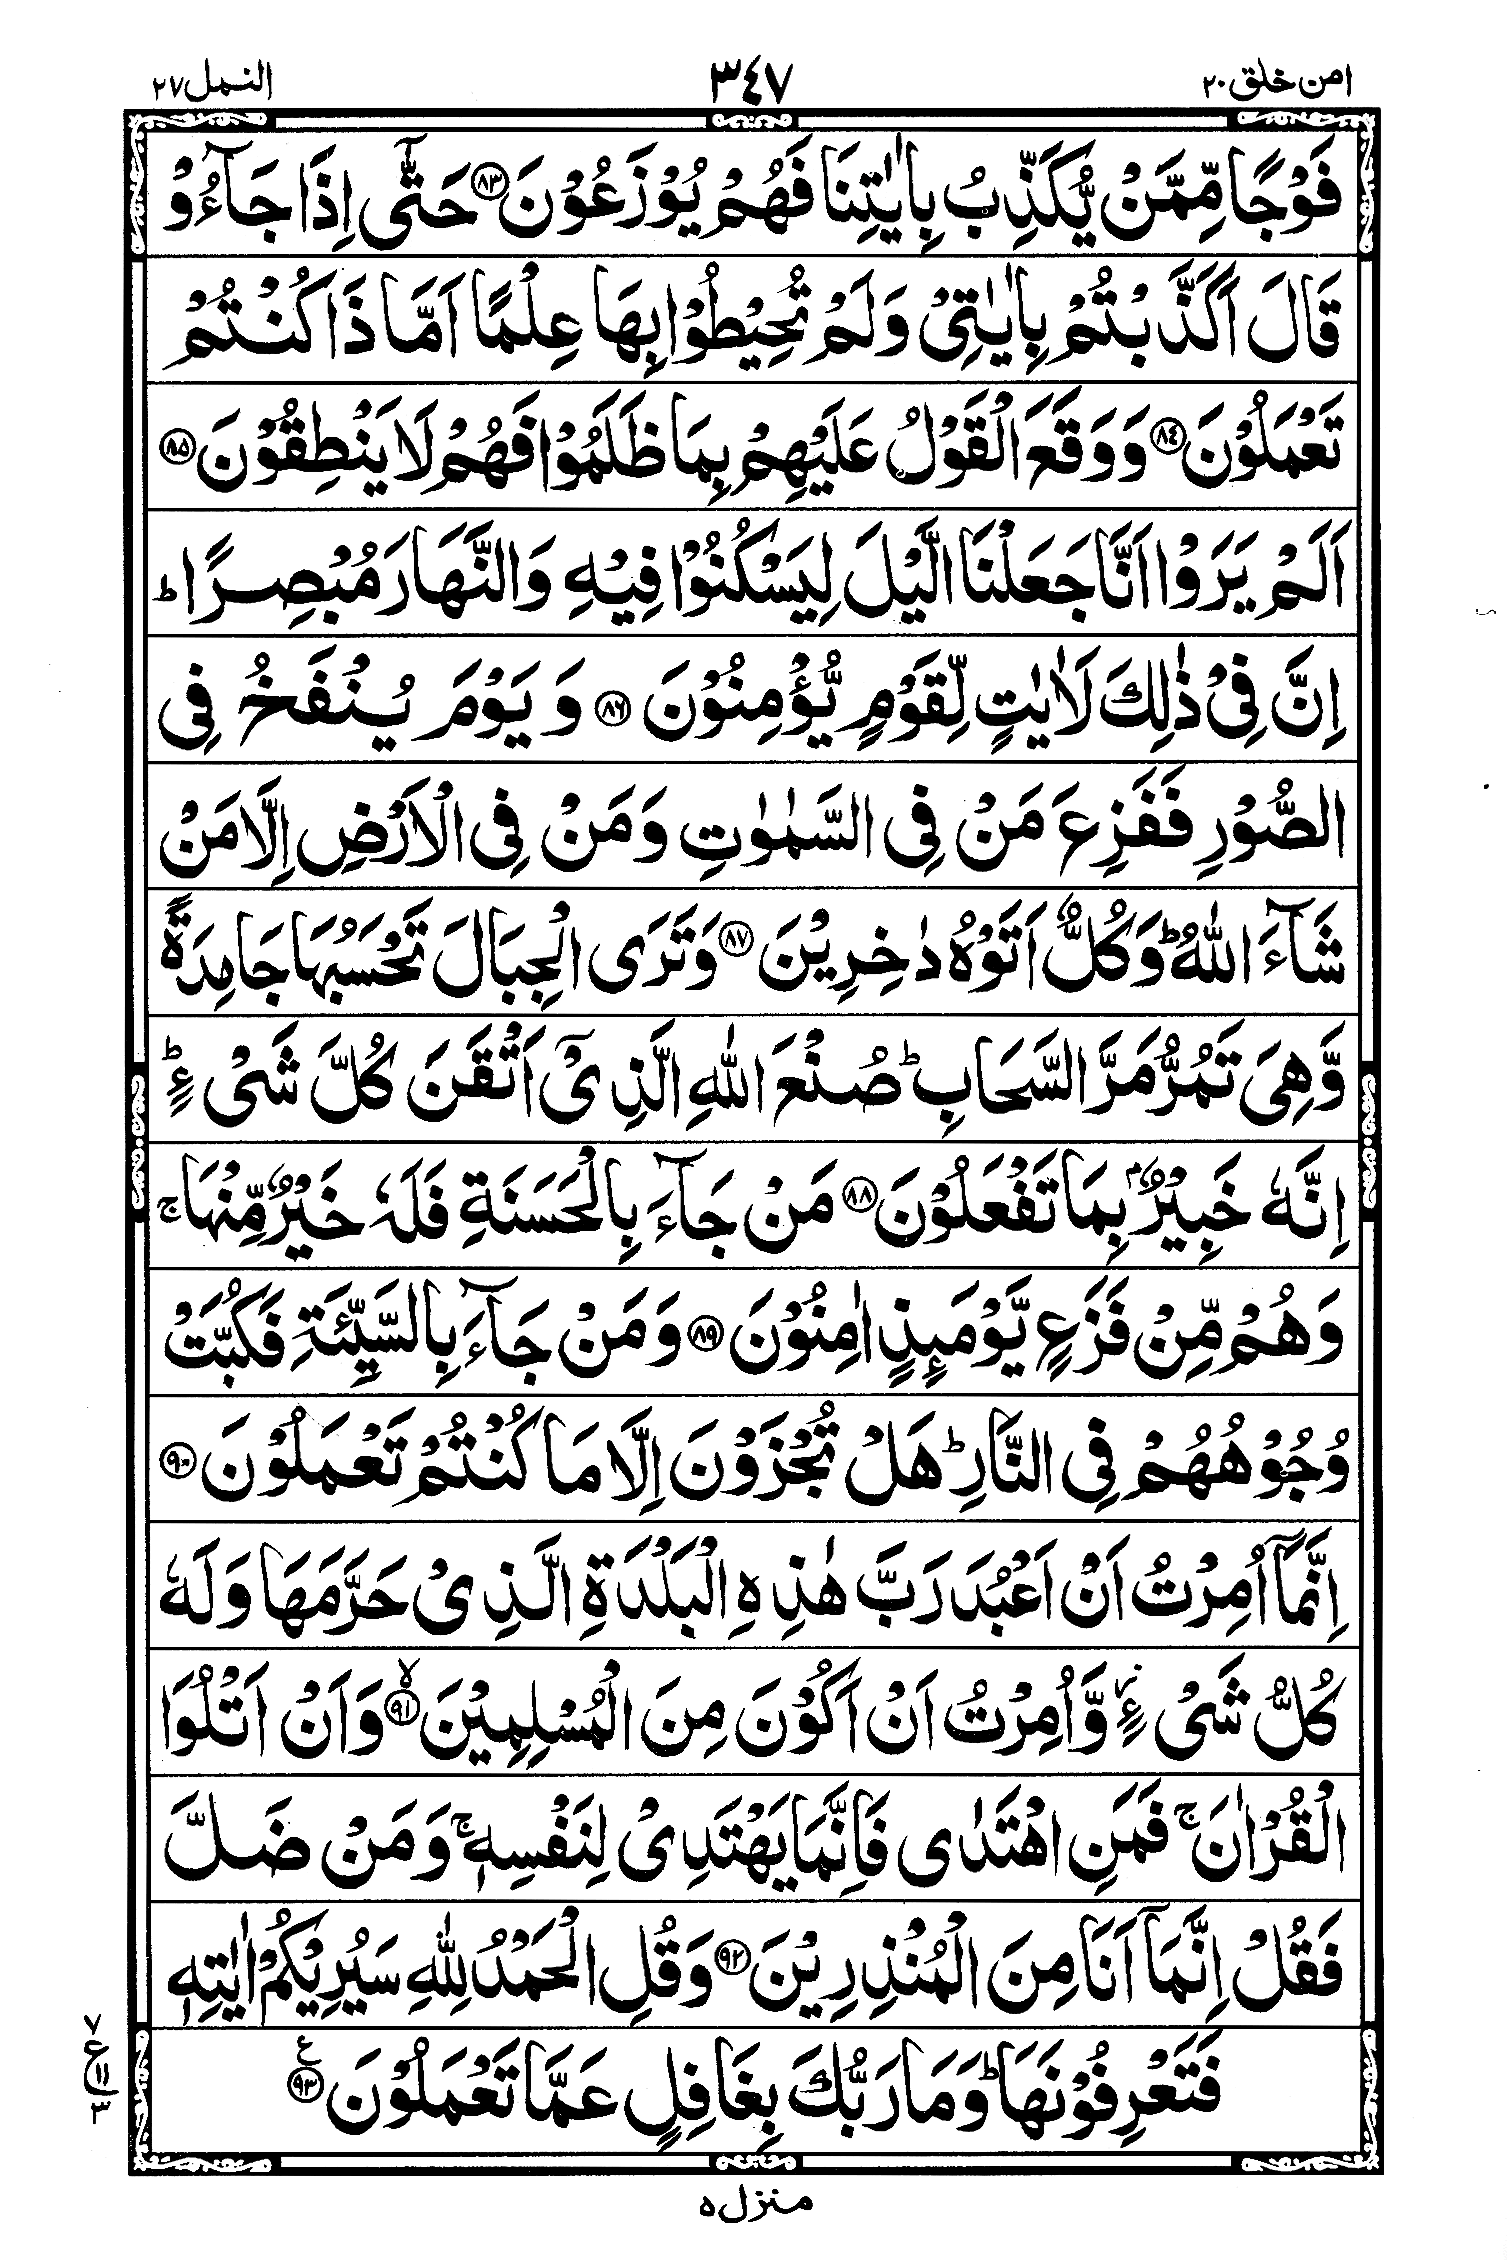 امن خلق ٢٠ ٣٤٧ النمل ٢٧
فَوْجًا مِّمَّنْ يُّكَذِّبُ بِاٰيٰتِنَا فَهُمْ يُوْزَعُوْنَ ﴿٨٣﴾ حَتّٰٓى اِذَا جَآءُوْ
قَالَ اَكَذَّبْتُمْ بِاٰيٰتِىْ وَلَمْ تُحِيْطُوْا بِهَا عِلْمًا اَمَّا ذَا كُنْتُمْ
تَعْمَلُوْنَ ﴿٨٤﴾ وَوَقَعَ الْقَوْلُ عَلَيْهِمْ بِمَا ظَلَمُوْا فَهُمْ لَا يَنْطِقُوْنَ ﴿٨٥﴾
اَلَمْ يَرَوْا اَنَّا جَعَلْنَا الَّيْلَ لِيَسْكُنُوْا فِيْهِ وَالنَّهَارَ مُبْصِرًا ؕ
اِنَّ فِىْ ذٰلِكَ لَاٰيٰتٍ لِّقَوْمٍ يُّؤْمِنُوْنَ ﴿٨٦﴾ وَ يَوْمَ يُنْفَخُ فِى
الصُّوْرِ فَفَزِعَ مَنْ فِى السَّمٰوٰتِ وَمَنْ فِى الْاَرْضِ اِلَّا مَنْ
شَآءَ اللّٰهُ ؕ وَكُلٌّ اَتَوْهُ دٰخِرِيْنَ ﴿٨٧﴾ وَتَرَى الْجِبَالَ تَحْسَبُهَا جَامِدَةً
وَّهِىَ تَمُرُّ مَرَّ السَّحَابِ ؕ صُنْعَ اللّٰهِ الَّذِىْٓ اَتْقَنَ كُلَّ شَىْءٍ ؕ
اِنَّهٗ خَبِيْرٌۢ بِمَا تَفْعَلُوْنَ ﴿٨٨﴾ مَنْ جَآءَ بِالْحَسَنَةِ فَلَهٗ خَيْرٌ مِّنْهَا ۚ
وَهُمْ مِّنْ فَزَعٍ يَّوْمَئِذٍ اٰمِنُوْنَ ﴿٨٩﴾ وَمَنْ جَآءَ بِالسَّيِّئَةِ فَكُبَّتْ
وُجُوْهُهُمْ فِى النَّارِ ؕ هَلْ تُجْزَوْنَ اِلَّا مَا كُنْتُمْ تَعْمَلُوْنَ ﴿٩٠﴾
اِنَّمَآ اُمِرْتُ اَنْ اَعْبُدَ رَبَّ هٰذِهِ الْبَلْدَةِ الَّذِىْ حَرَّمَهَا وَلَهٗ
كُلُّ شَىْءٍ ؗ وَّاُمِرْتُ اَنْ اَكُوْنَ مِنَ الْمُسْلِمِيْنَ ﴿٩١﴾ ۙ وَاَنْ اَتْلُوَا
الْقُرْاٰنَ ۚ فَمَنِ اهْتَدٰى فَاِنَّمَا يَهْتَدِىْ لِنَفْسِهٖ ۚ وَمَنْ ضَلَّ
فَقُلْ اِنَّمَآ اَنَا مِنَ الْمُنْذِرِيْنَ ﴿٩٢﴾ وَقُلِ الْحَمْدُ لِلّٰهِ سَيُرِيْكُمْ اٰيٰتِهٖ
فَتَعْرِفُوْنَهَا ؕ وَمَا رَبُّكَ بِغَافِلٍ عَمَّا تَعْمَلُوْنَ ﴿٩٣﴾ ع
٧
ع ١١
٣
منزل ٥